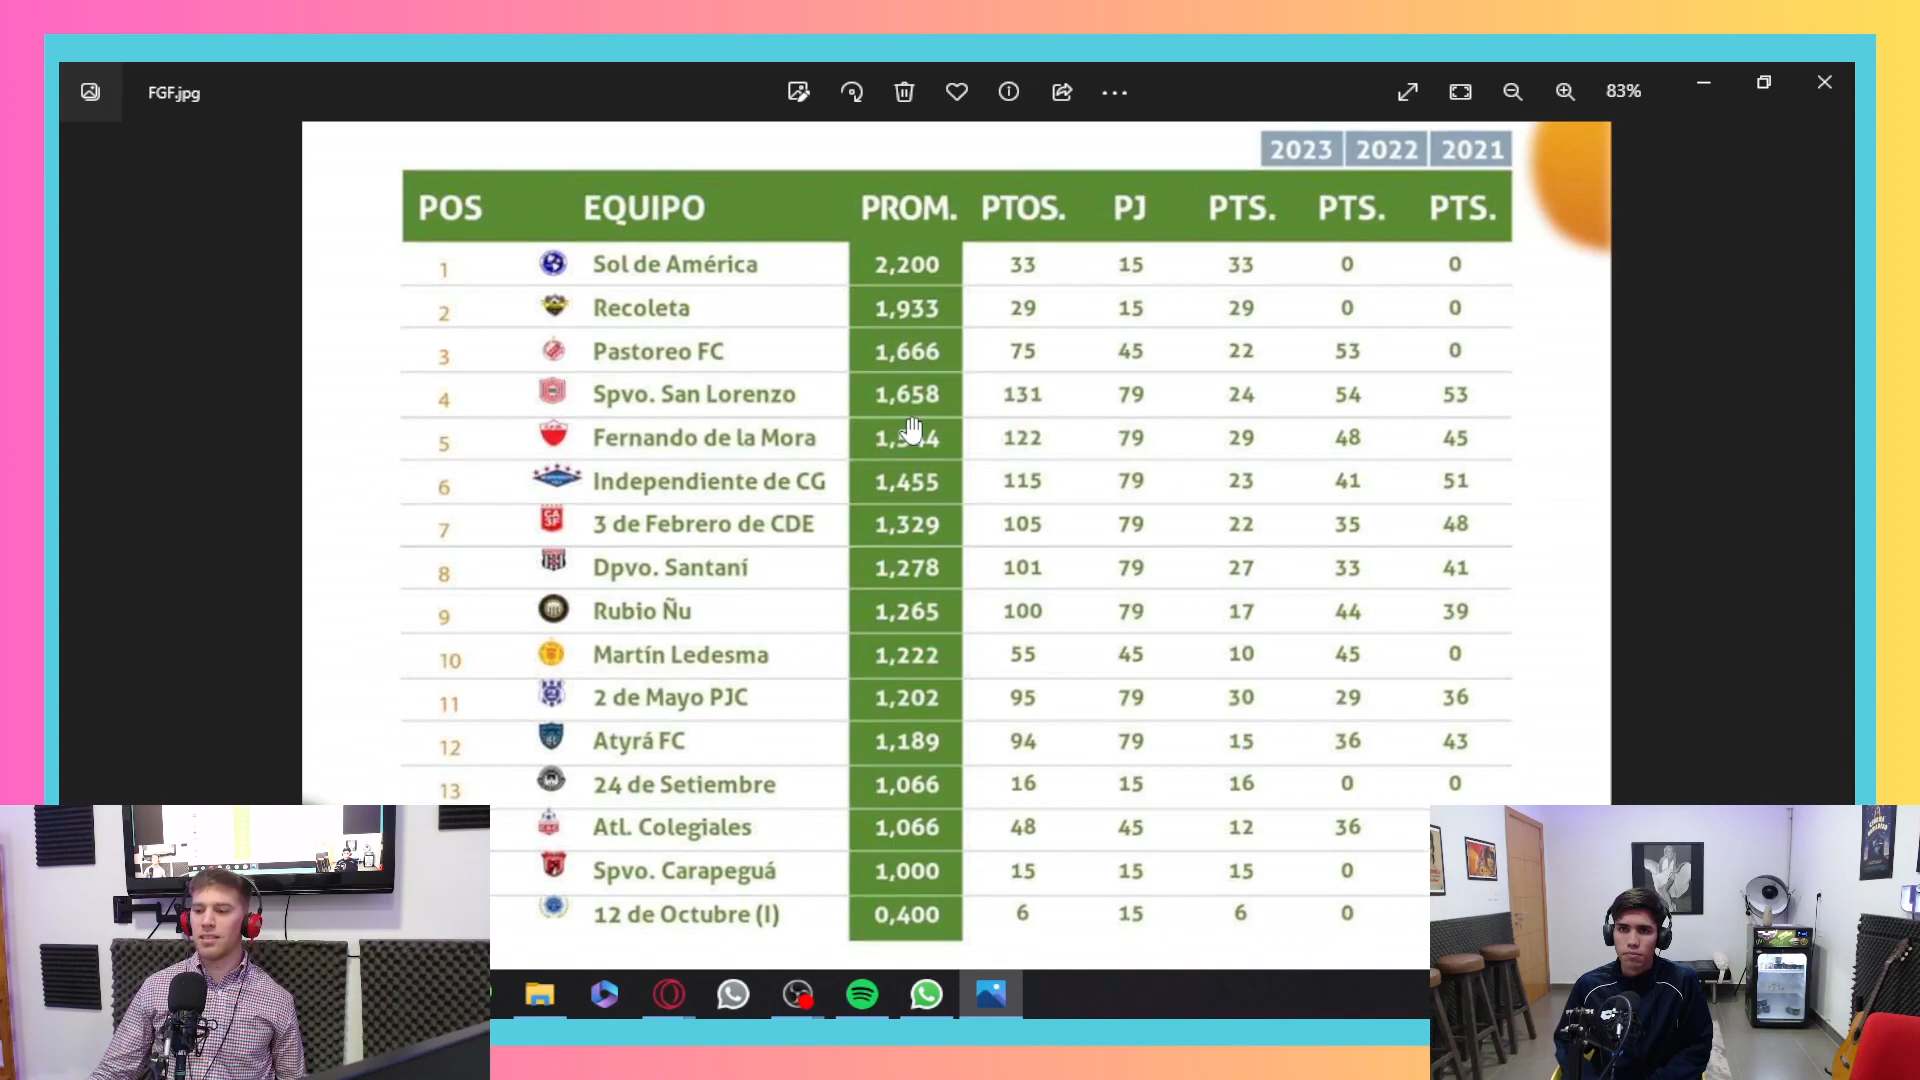 FGF.jpg
83%
2023 2022 2021
POS EQUIPO PROM. PTOS. PJ PTS. PTS. PTS.
1 Sol de América 2,200 33 15 33 0 0
2 Recoleta 1,933 29 15 29 0 0
3 Pastoreo FC 1,666 75 45 22 53 0
4 Spvo. San Lorenzo 1,658 131 79 24 54 53
5 Fernando de la Mora 122 79 29 48 45
6 Independiente de CG 1,455 115 79 23 41 51
7 3 de Febrero de CDE 1,329 105 79 22 35 48
8 Dpvo. Santaní 1,278 101 79 27 33 41
9 Rubio Ñu 1,265 100 79 17 44 39
10 Martín Ledesma 1,222 55 45 10 45 0
11 2 de Mayo PJC 1,202 95 79 30 29 36
12 Atyrá FC 1,189 94 79 15 36 43
13 24 de Setiembre 1,066 16 15 16 0 0
Atl. Colegiales 1,066 48 45 12 36
Spvo. Carapeguá 1,000 15 15 15 0
12 de Octubre (I) 0,400 6 15 6 0